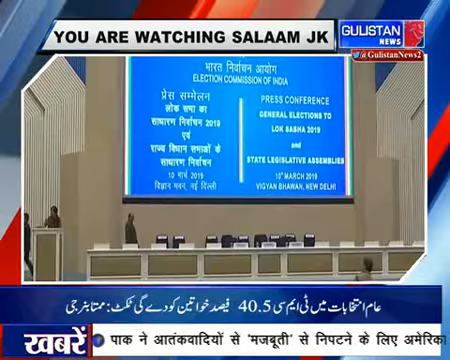 YOU ARE WATCHING SALAAM JK
GULISTAN
NEWS
@GulistanNews2
भारत निर्वाचन आयोग
ELECTION COMMISSION OF INDIA
प्रेस सम्मेलन
लोक सभा का
साधारण निर्वाचन 2019
एवं
राज्य विधान सभाओं के
साधारण निर्वाचन
10 मार्च 2019
विज्ञान भवन, नई दिल्ली
PRESS CONFERENCE
GENERAL ELECTIONS TO
LOK SABHA 2019
and
STATE LEGISLATIVE ASSEMBLIES
10th MARCH 2019
VIGYAN BHAWAN, NEW DELHI
عام انتخابات میں ٹی ایم سی 40.5 فیصد خواتین کو دے گی ٹکٹ: ممتا بنرجی
खबरें
पाक ने आतंकवादियों से 'मजबूती' से निपटने के लिए अमेरिका